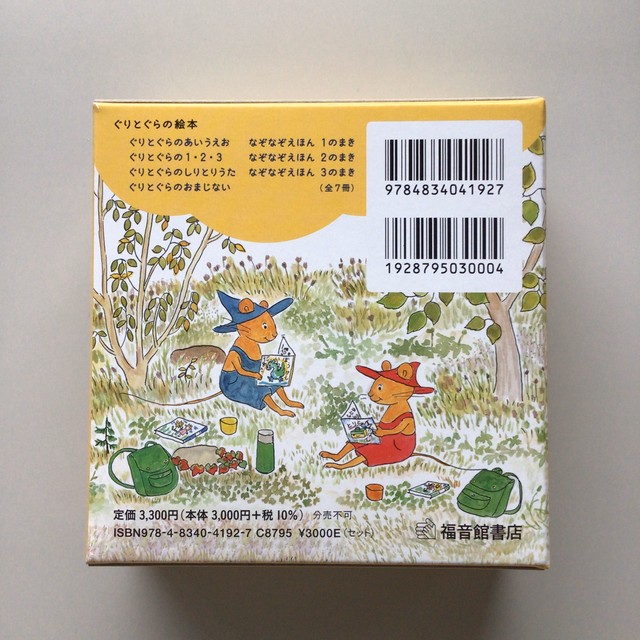 ぐりとぐらの絵本
ぐりとぐらのあいうえお なぞなぞえほん 1のまき
ぐりとぐらの1・2・3 なぞなぞえほん 2のまき
ぐりとぐらのしりとりうた なぞなぞえほん 3のまき
ぐりとぐらのおまじない (全7冊)
9784834041927
1928795030004
定価 3,300円(本体 3,000円+税10%) 分売不可
ISBN978-4-8340-4192-7 C8795 ¥3000E(セット)
福音館書店